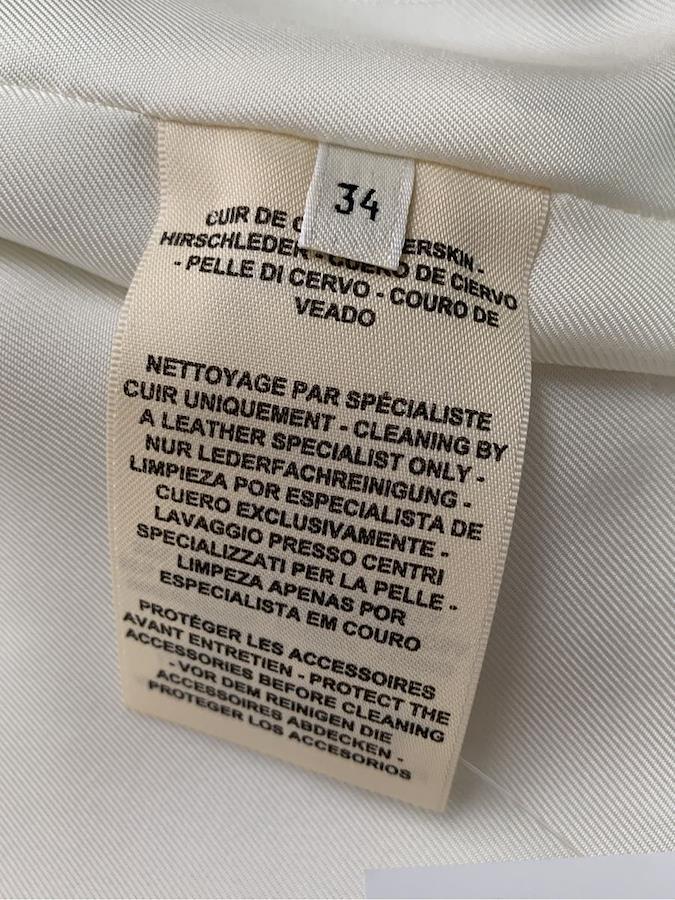 34
CUIR DE
HIRSCHLEDER - CUERO DE CIERVO
- PELLE DI CERVO - COURO DE
VEADO
NETTOYAGE PAR SPÉCIALISTE
CUIR UNIQUEMENT - CLEANING BY
A LEATHER SPECIALIST ONLY -
NUR LEDERFACHREINIGUNG -
LIMPIEZA POR ESPECIALISTA DE
CUERO EXCLUSIVAMENTE -
LAVAGGIO PRESSO CENTRI
SPECIALIZZATI PER LA PELLE -
LIMPEZA APENAS POR
ESPECIALISTA EM COURO
PROTÉGER LES ACCESSOIRES
AVANT ENTRETIEN - PROTECT THE
ACCESSORIES BEFORE CLEANING
- VOR DEM REINIGEN DIE
ACCESSOIRES ABDECKEN -
PROTEGER LOS ACCESORIOS